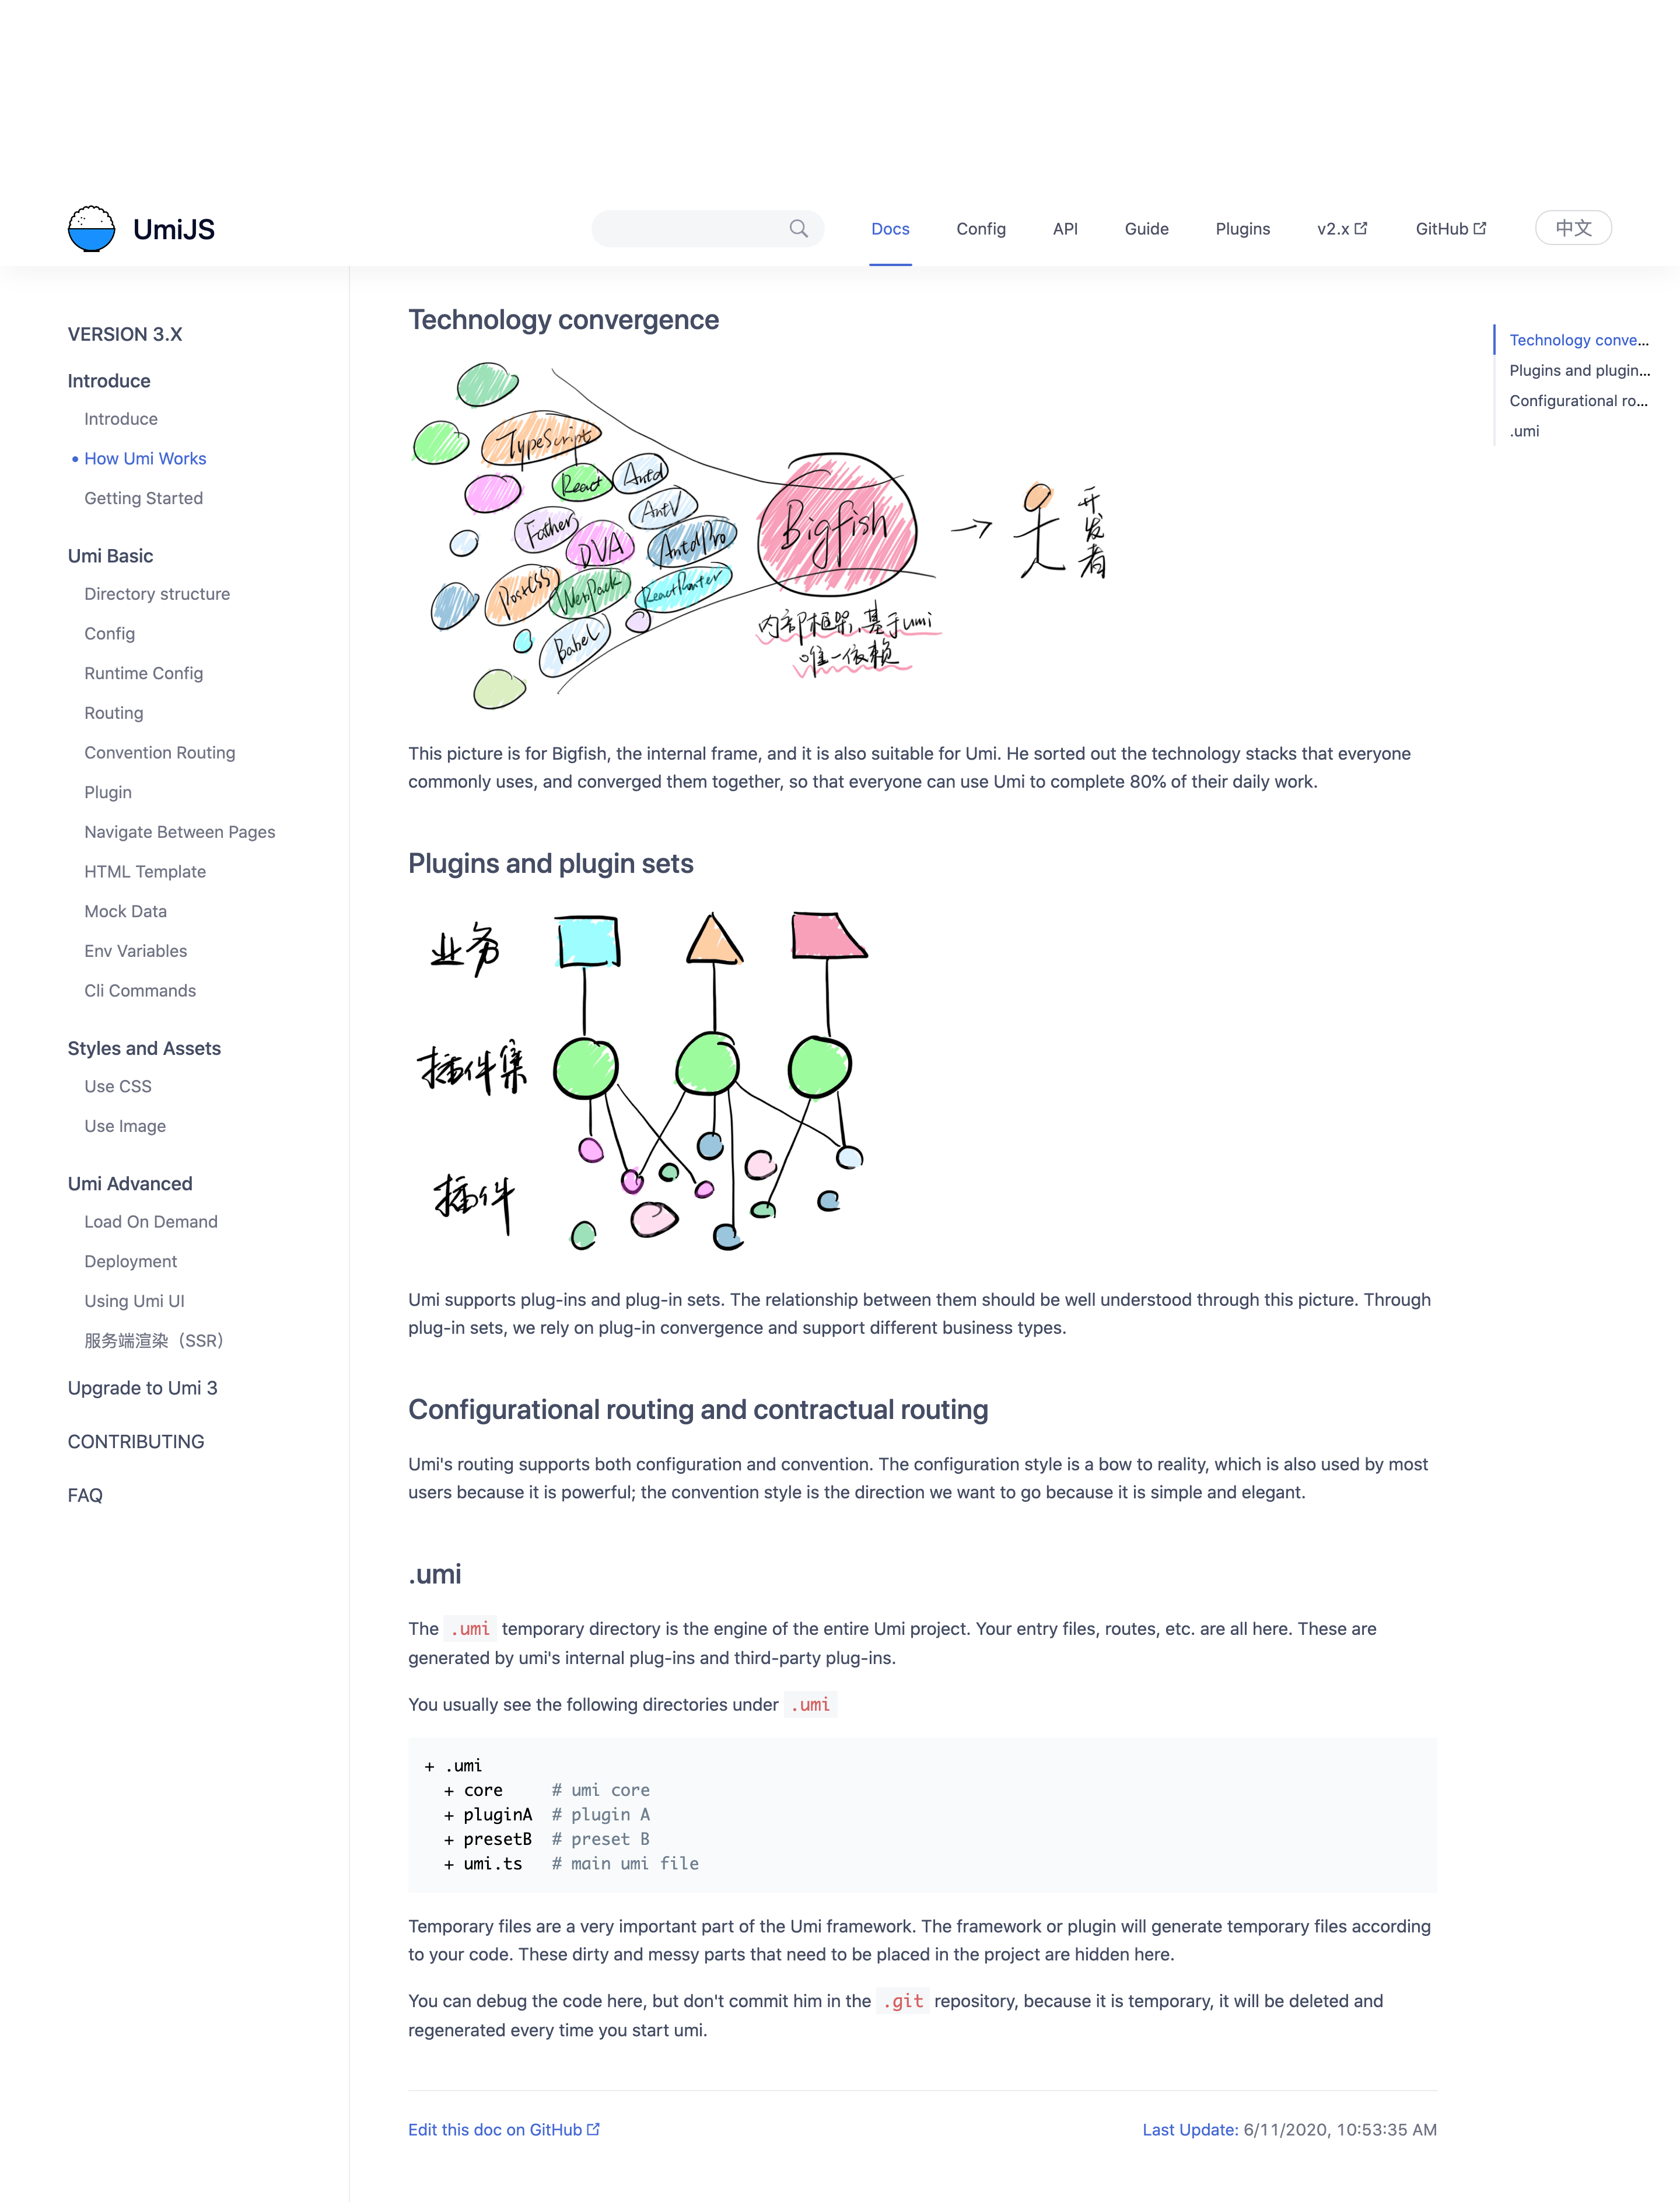 UmiJS
Docs
Config
API
Guide
Plugins
v2.x
GitHub
中文
VERSION 3.X
Introduce
Introduce
How Umi Works
Getting Started
Umi Basic
Directory structure
Config
Runtime Config
Routing
Convention Routing
Plugin
Navigate Between Pages
HTML Template
Mock Data
Env Variables
Cli Commands
Styles and Assets
Use CSS
Use Image
Umi Advanced
Load On Demand
Deployment
Using Umi UI
服务端渲染（SSR）
Upgrade to Umi 3
CONTRIBUTING
FAQ
Technology convergence
TypeScript
React
Antd
AntV
Father
DVA
AntdPro
PostCSS
WebPack
ReactRouter
Babel
Bigfish
开发者
内部框架,基于umi
唯一依赖
This picture is for Bigfish, the internal frame, and it is also suitable for Umi. He sorted out the technology stacks that everyone
commonly uses, and converged them together, so that everyone can use Umi to complete 80% of their daily work.
Plugins and plugin sets
业务
插件集
插件
Umi supports plug-ins and plug-in sets. The relationship between them should be well understood through this picture. Through
plug-in sets, we rely on plug-in convergence and support different business types.
Configurational routing and contractual routing
Umi's routing supports both configuration and convention. The configuration style is a bow to reality, which is also used by most
users because it is powerful; the convention style is the direction we want to go because it is simple and elegant.
.umi
The .umi temporary directory is the engine of the entire Umi project. Your entry files, routes, etc. are all here. These are
generated by umi's internal plug-ins and third-party plug-ins.
You usually see the following directories under .umi
+ .umi
  + core     # umi core
  + pluginA  # plugin A
  + presetB  # preset B
  + umi.ts   # main umi file
Temporary files are a very important part of the Umi framework. The framework or plugin will generate temporary files according
to your code. These dirty and messy parts that need to be placed in the project are hidden here.
You can debug the code here, but don't commit him in the .git repository, because it is temporary, it will be deleted and
regenerated every time you start umi.
Edit this doc on GitHub
Last Update: 6/11/2020, 10:53:35 AM
Technology conve...
Plugins and plugin...
Configurational ro...
.umi